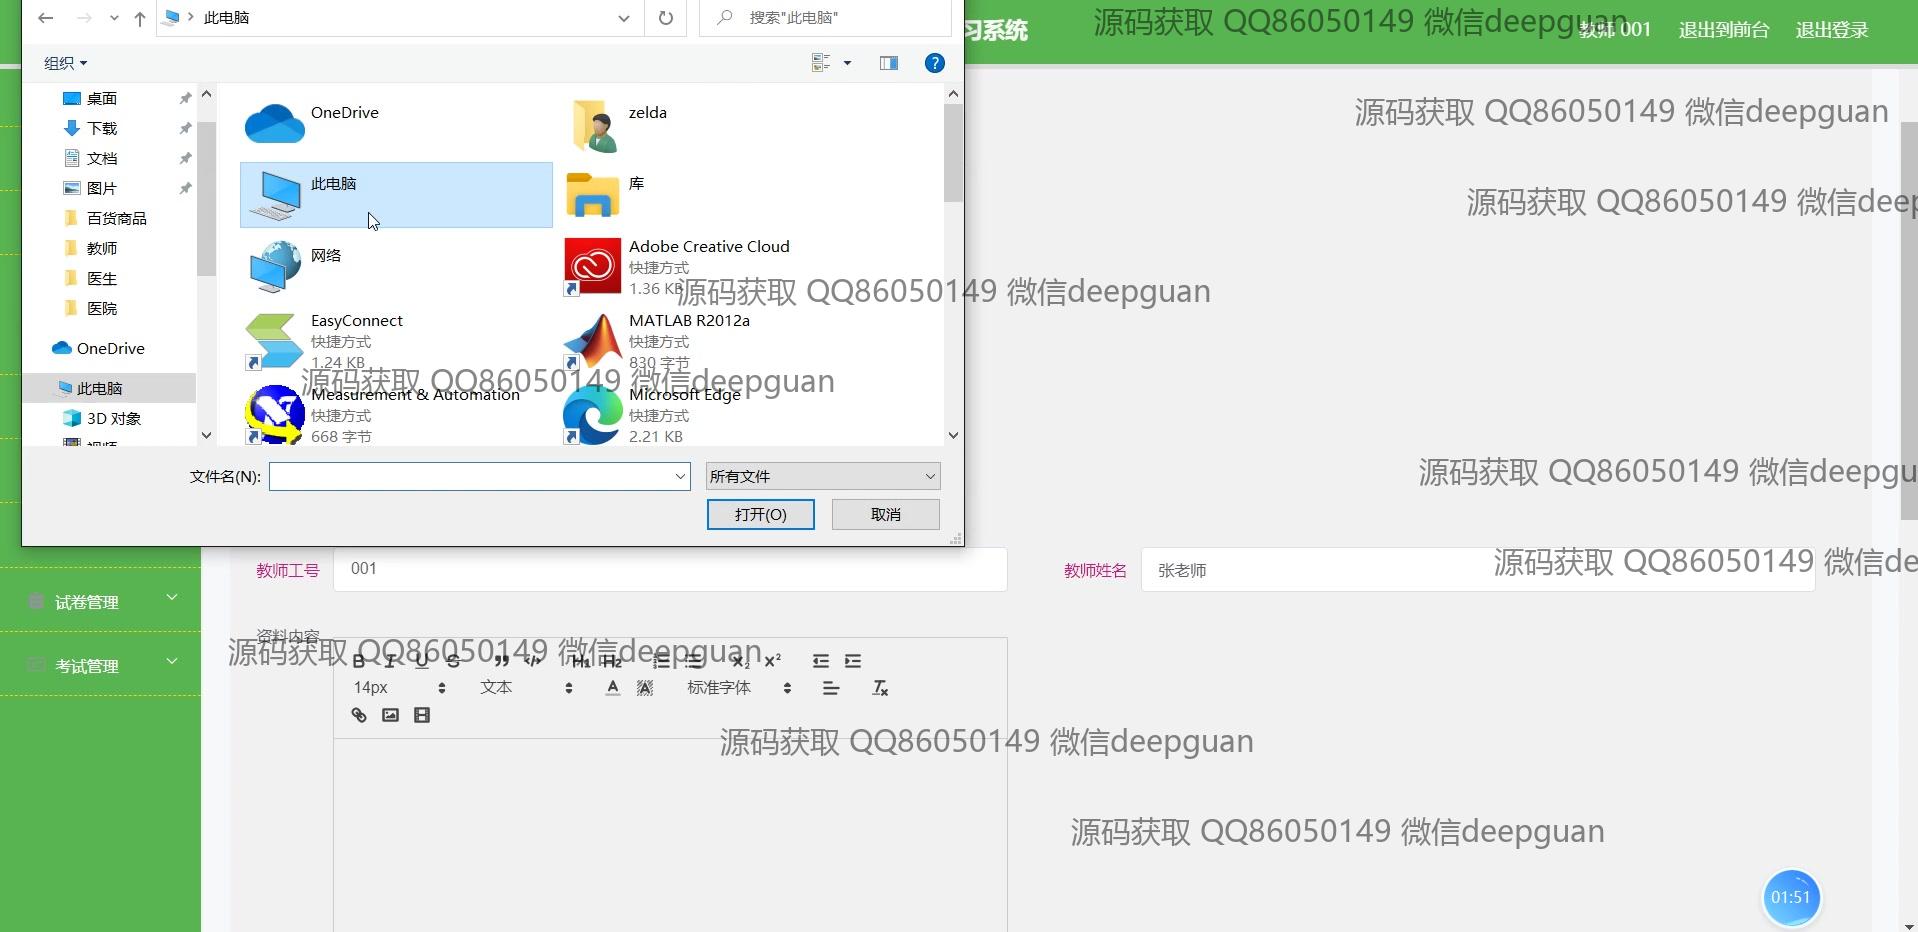 此电脑
搜索"此电脑"
习系统
教师 001
退出到前台
退出登录
源码获取 QQ86050149 微信deepguan
组织
桌面
下载
文档
图片
百货商品
教师
医生
医院
OneDrive
此电脑
3D 对象
视频
OneDrive
zelda
此电脑
库
网络
Adobe Creative Cloud
快捷方式
1.36 KB
EasyConnect
快捷方式
1.24 KB
MATLAB R2012a
快捷方式
830 字节
Measurement & Automation
快捷方式
668 字节
Microsoft Edge
快捷方式
2.21 KB
源码获取 QQ86050149 微信deepguan
源码获取 QQ86050149 微信deep
源码获取 QQ86050149 微信deepguan
源码获取 QQ86050149 微信deepguan
源码获取 QQ86050149 微信deepgu
文件名(N):
所有文件
打开(O)
取消
源码获取 QQ86050149 微信de
教师工号
001
教师姓名
张老师
试卷管理
考试管理
资料内容
源码获取 QQ86050149 微信deepguan
B I U S H1 H2 X2 X2
14px
文本
A
A
标准字体
Tx
源码获取 QQ86050149 微信deepguan
源码获取 QQ86050149 微信deepguan
01:51